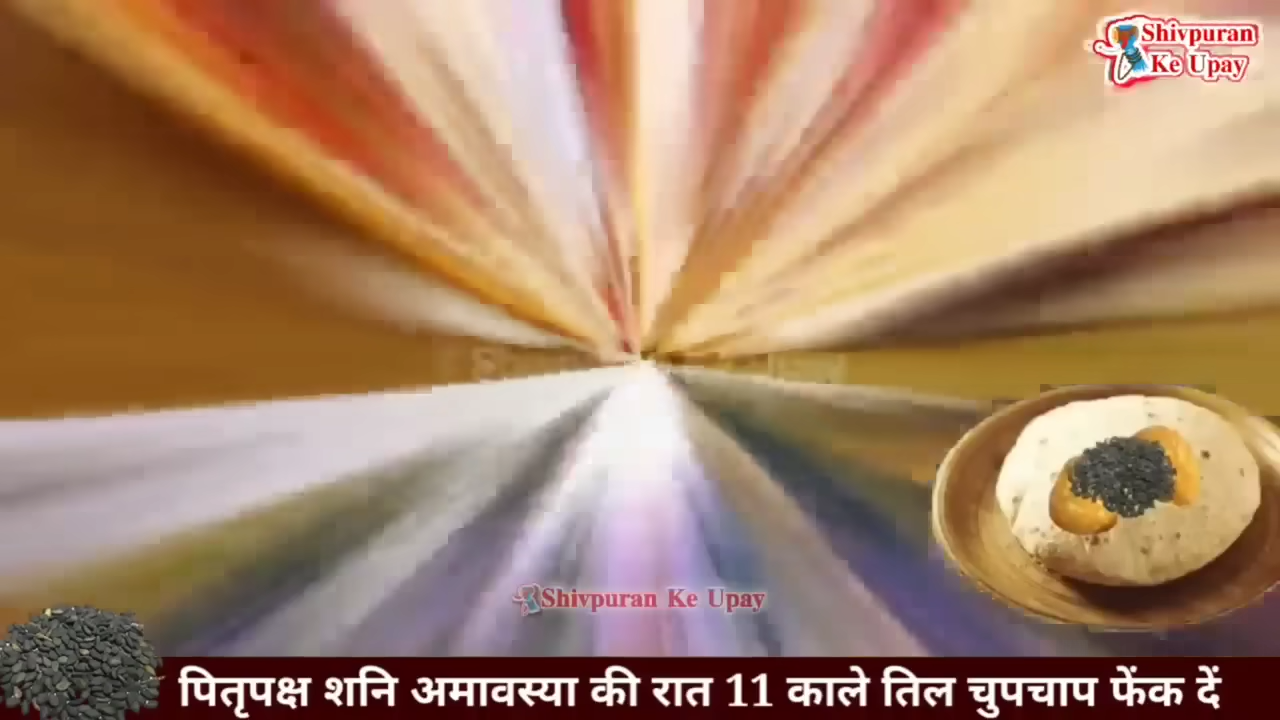 Shivpuran
Ke Upay
Shivpuran Ke Upay
पितृपक्ष शनि अमावस्या की रात 11 काले तिल चुपचाप फेंक दें